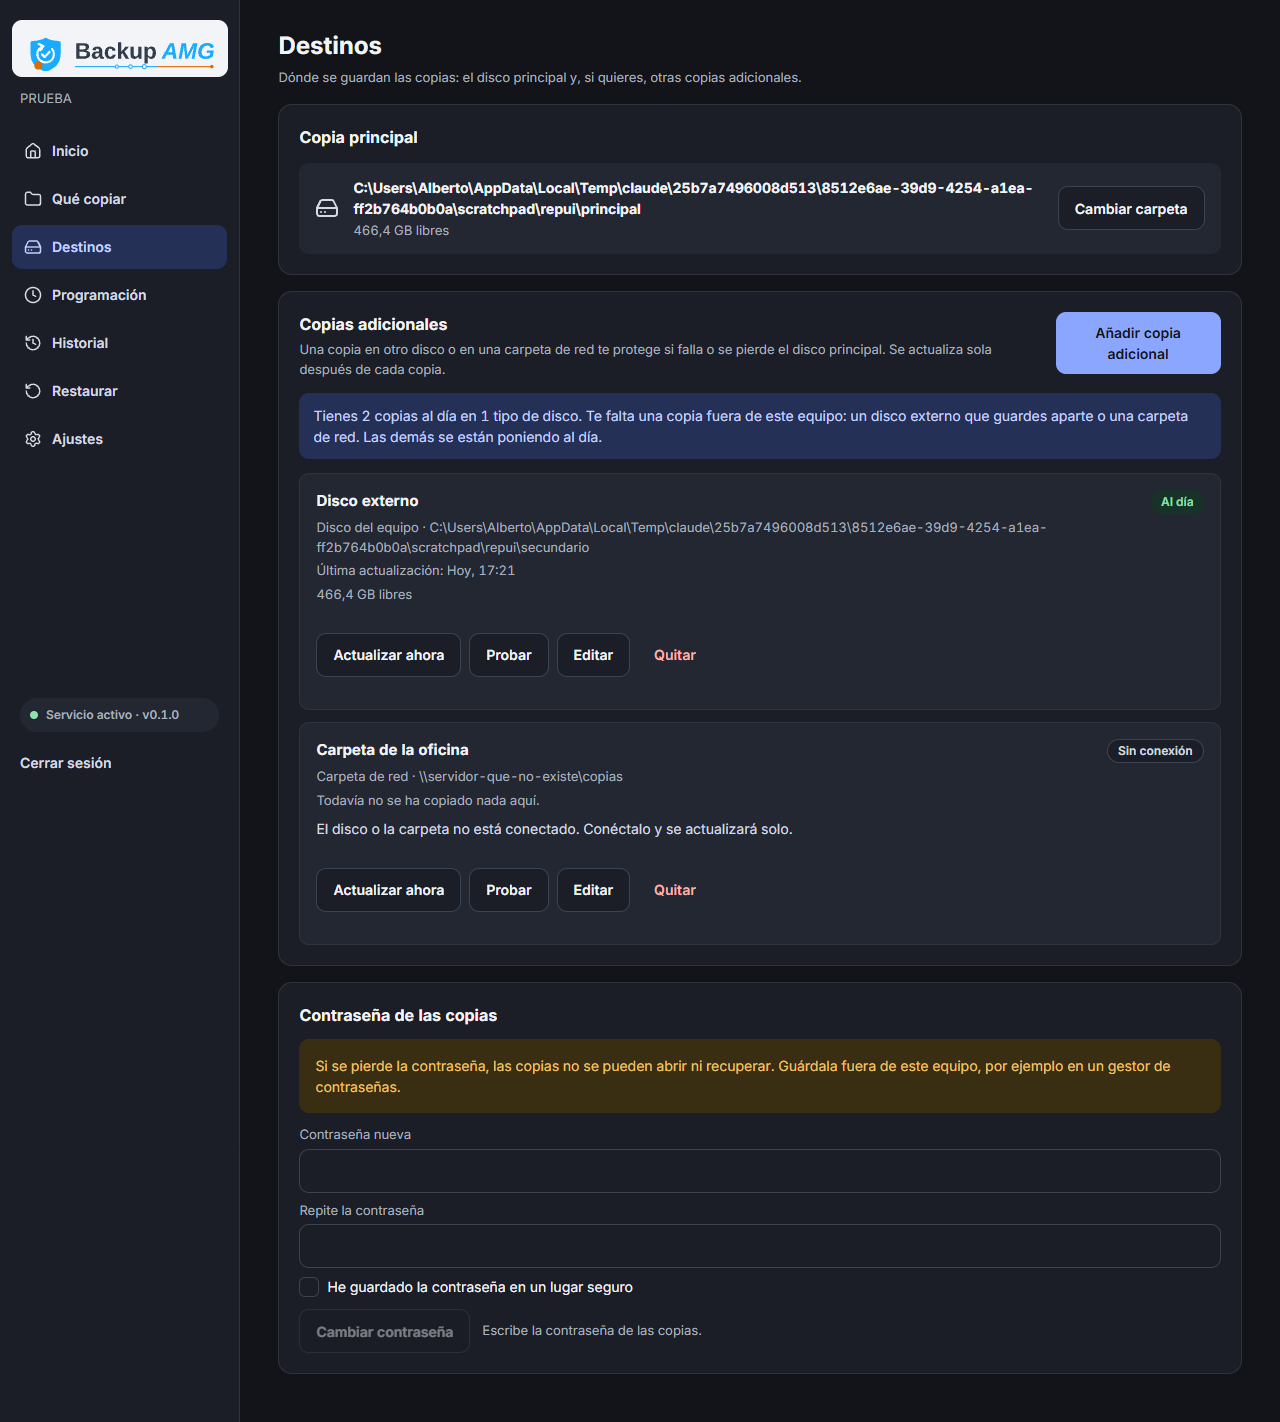 Backup AMG
PRUEBA
Inicio
Qué copiar
Destinos
Programación
Historial
Restaurar
Ajustes
Servicio activo · v0.1.0
Cerrar sesión
Destinos
Dónde se guardan las copias: el disco principal y, si quieres, otras copias adicionales.
Copia principal
C:\Users\Alberto\AppData\Local\Temp\claude\25b7a7496008d513\8512e6ae-39d9-4254-a1ea-
ff2b764b0b0a\scratchpad\repui\principal
466,4 GB libres
Cambiar carpeta
Copias adicionales
Una copia en otro disco o en una carpeta de red te protege si falla o se pierde el disco principal. Se actualiza sola
después de cada copia.
Añadir copia
adicional
Tienes 2 copias al día en 1 tipo de disco. Te falta una copia fuera de este equipo: un disco externo que guardes aparte o una carpeta
de red. Las demás se están poniendo al día.
Disco externo
Al día
Disco del equipo · C:\Users\Alberto\AppData\Local\Temp\claude\25b7a7496008d513\8512e6ae-39d9-4254-a1ea-
ff2b764b0b0a\scratchpad\repui\secundario
Última actualización: Hoy, 17:21
466,4 GB libres
Actualizar ahora
Probar
Editar
Quitar
Carpeta de la oficina
Sin conexión
Carpeta de red · \\servidor-que-no-existe\copias
Todavía no se ha copiado nada aquí.
El disco o la carpeta no está conectado. Conéctalo y se actualizará solo.
Actualizar ahora
Probar
Editar
Quitar
Contraseña de las copias
Si se pierde la contraseña, las copias no se pueden abrir ni recuperar. Guárdala fuera de este equipo, por ejemplo en un gestor de
contraseñas.
Contraseña nueva
Repite la contraseña
He guardado la contraseña en un lugar seguro
Cambiar contraseña
Escribe la contraseña de las copias.